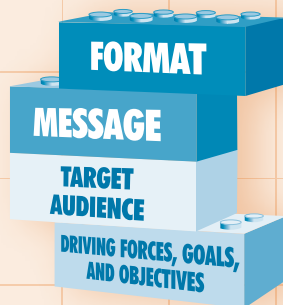 FORMAT
MESSAGE
TARGET
AUDIENCE
DRIVING FORCES, GOALS,
AND OBJECTIVES